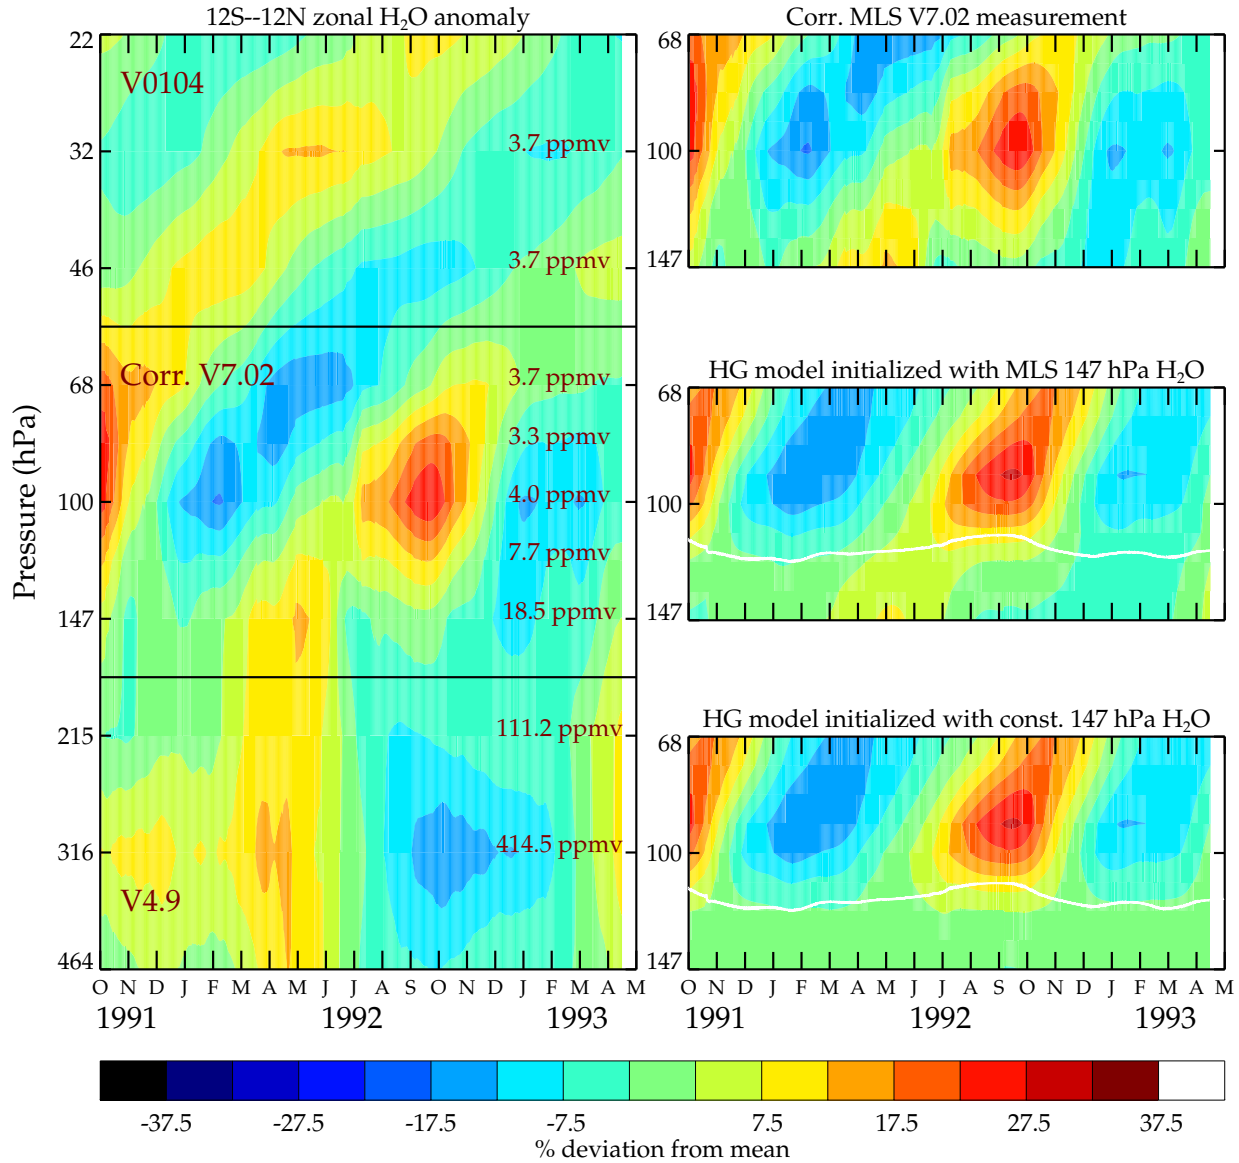 12S--12N zonal H₂O anomaly
22
V0104
32
3.7 ppmv
46
3.7 ppmv
Corr. V7.02
3.7 ppmv
68
3.3 ppmv
100
4.0 ppmv
7.7 ppmv
147
18.5 ppmv
215
111.2 ppmv
316
414.5 ppmv
V4.9
464
Pressure (hPa)
O N D J F M A M J J A S O N D J F M A M
1991 1992 1993
Corr. MLS V7.02 measurement
68
100
147
HG model initialized with MLS 147 hPa H₂O
68
100
147
HG model initialized with const. 147 hPa H₂O
68
100
147
O N D J F M A M J J A S O N D J F M A M
1991 1992 1993
-37.5 -27.5 -17.5 -7.5 7.5 17.5 27.5 37.5
% deviation from mean